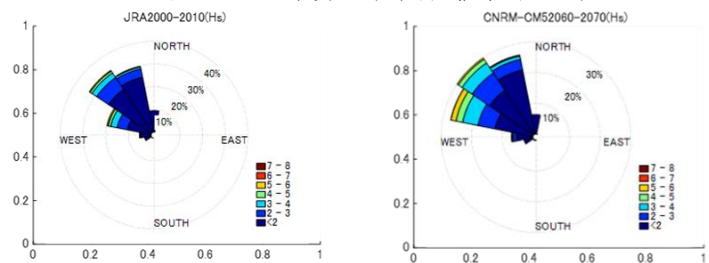 JRA2000-2010(Hs)
1
0.8
0.6
0.4
0.2
0
0
0.2
0.4
0.6
0.8
1
NORTH
40%
30%
20%
10%
WEST
EAST
SOUTH
7 - 8
6 - 7
5 - 6
4 - 5
3 - 4
2 - 3
<2
CNRM-CM52060-2070(Hs)
1
0.8
0.6
0.4
0.2
0
0
0.2
0.4
0.6
0.8
1
NORTH
30%
20%
10%
WEST
EAST
SOUTH
7 - 8
6 - 7
5 - 6
4 - 5
3 - 4
2 - 3
<2